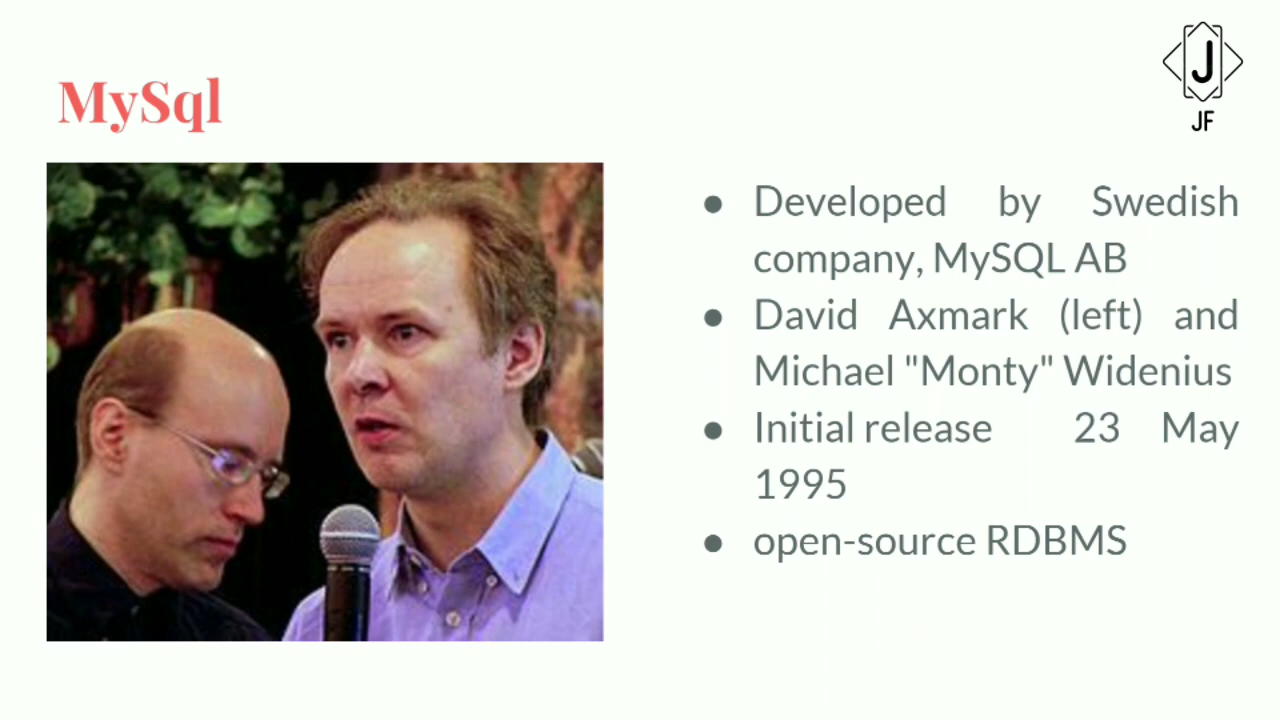 MySql
J
JF
● Developed by Swedish
company, MySQL AB
● David Axmark (left) and
Michael "Monty" Widenius
● Initial release 23 May
1995
● open-source RDBMS